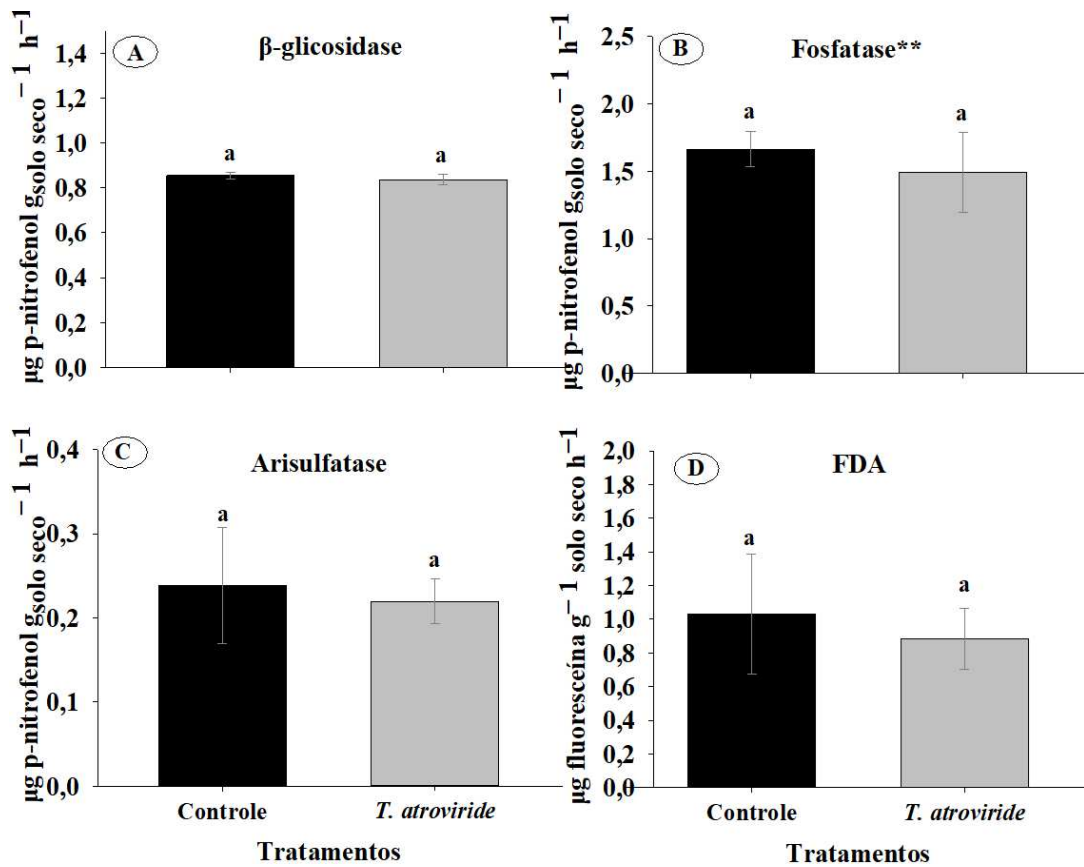 A
β-glicosidase
µg p-nitrofenol g solo seco⁻¹ h⁻¹
1,4
1,2
1,0
0,8
0,6
0,4
0,2
0,0
a
a
B
Fosfatase**
µg p-nitrofenol g solo seco⁻¹ h⁻¹
2,5
2,0
1,5
1,0
0,5
0,0
a
a
C
Arisulfatase
µg p-nitrofenol g solo seco⁻¹ h⁻¹
0,4
0,3
0,2
0,1
0,0
a
a
Controle
T. atroviride
Tratamentos
D
FDA
µg fluoresceína g⁻¹ solo seco h⁻¹
2,0
1,8
1,6
1,4
1,2
1,0
0,8
0,6
0,4
0,2
0,0
a
a
Controle
T. atroviride
Tratamentos